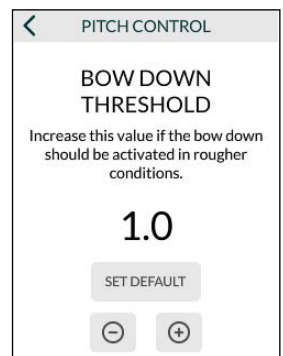 PITCH CONTROL
BOW DOWN
THRESHOLD
Increase this value if the bow down
should be activated in rougher
conditions.
1.0
SET DEFAULT